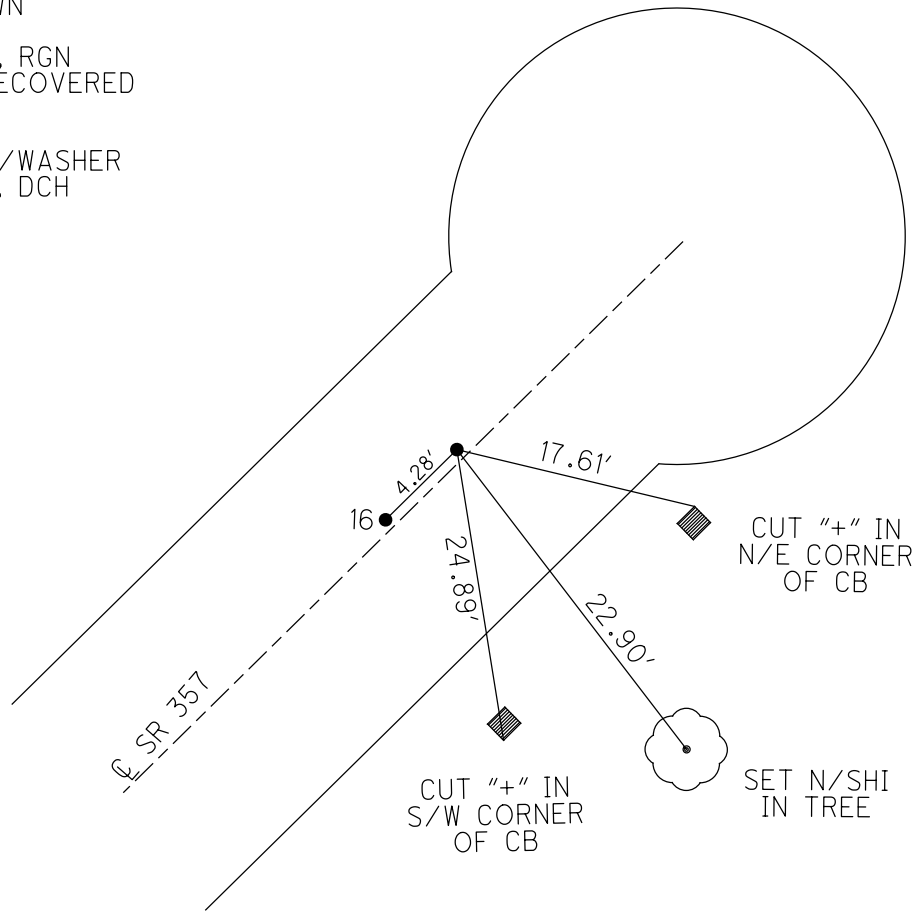 WN
, RGN
ECOVERED
/WASHER
, DCH
17.61'
4.28'
16
24.89'
22.90'
CUT "+" IN
N/E CORNER
OF CB
℄ SR 357
CUT "+" IN
S/W CORNER
OF CB
SET N/SHI
IN TREE